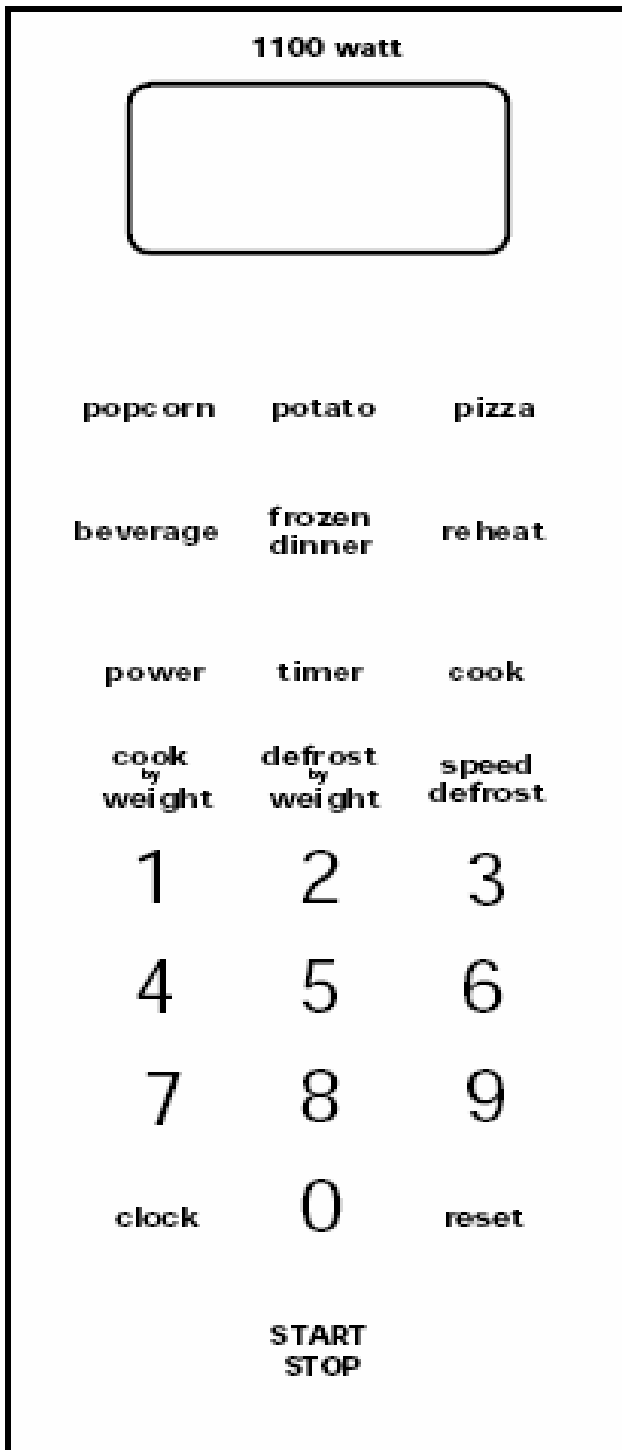 1100 watt
popcorn potato pizza
beverage frozen dinner reheat
power timer cook
cook by weight defrost by weight speed defrost
1 2 3
4 5 6
7 8 9
clock 0 reset
START
STOP